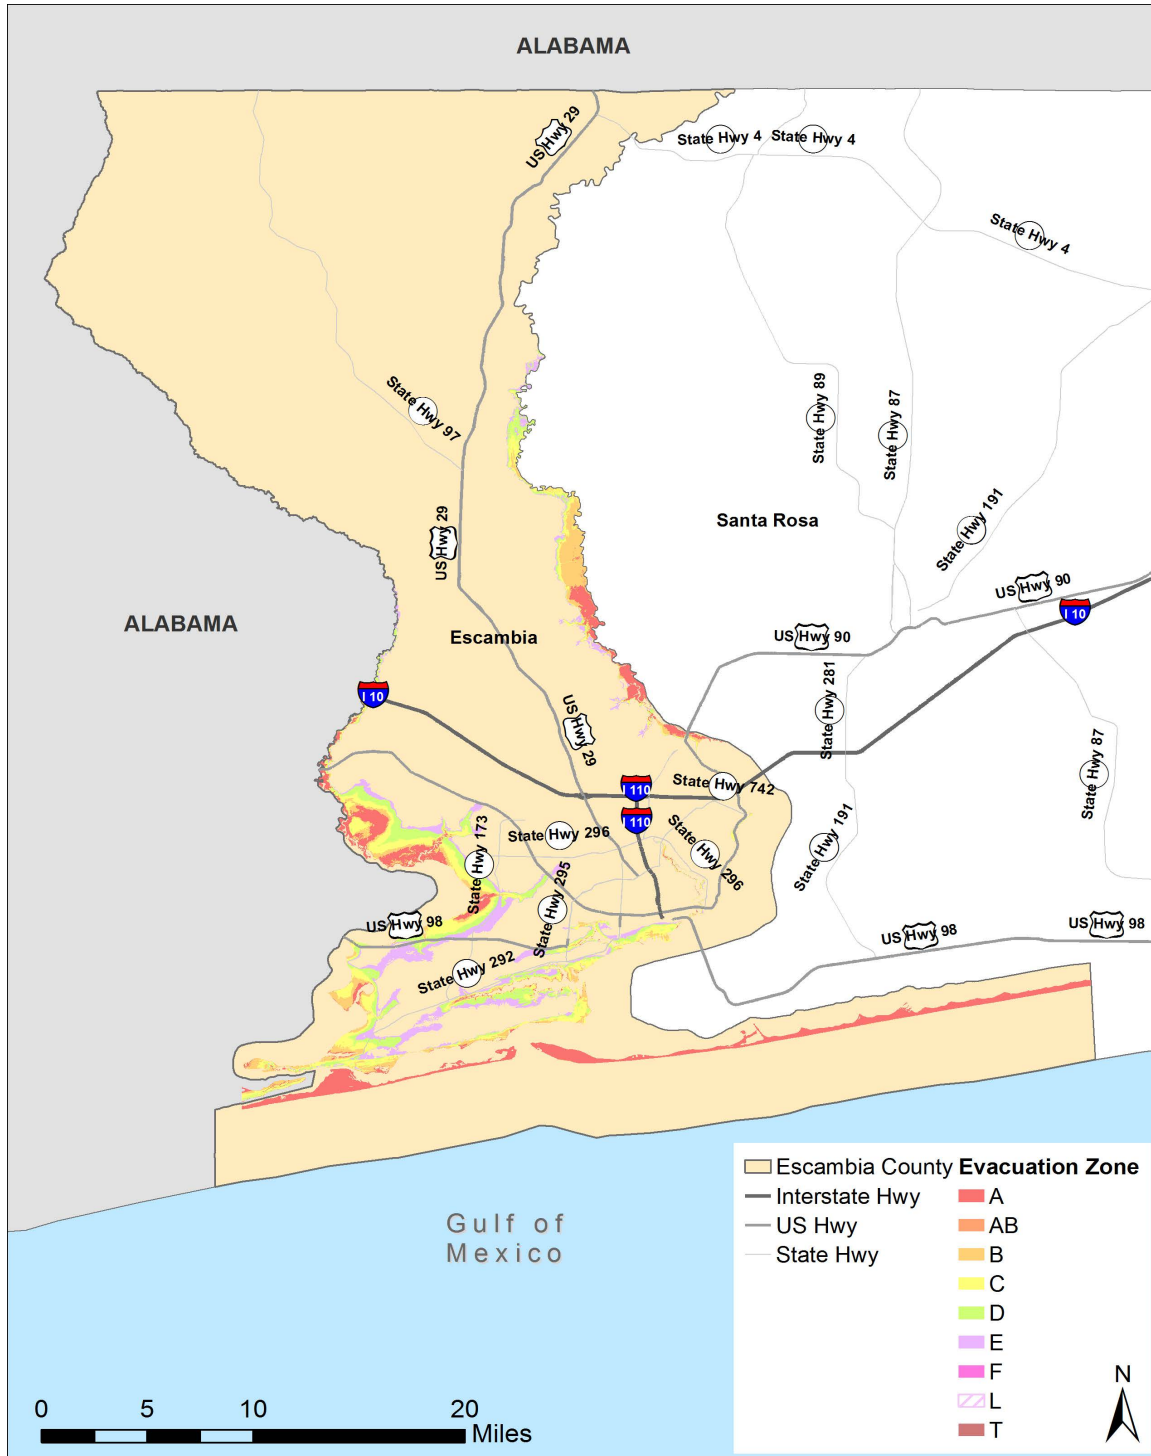 ALABAMA
US Hwy 29
State Hwy 4
State Hwy 4
State Hwy 4
State Hwy 97
State Hwy 89
State Hwy 87
State Hwy 191
US Hwy 29
Santa Rosa
US Hwy 90
I 10
ALABAMA
Escambia
US Hwy 90
I 10
State Hwy 281
US Hwy 29
State Hwy 87
I 110
State Hwy 742
I 110
State Hwy 173
State Hwy 296
State Hwy 296
State Hwy 191
State Hwy 295
US Hwy 98
US Hwy 98
US Hwy 98
State Hwy 292
Gulf of
Mexico
Escambia County
Interstate Hwy
US Hwy
State Hwy
Evacuation Zone
A
AB
B
C
D
E
F
L
T
N
0 5 10 20
Miles